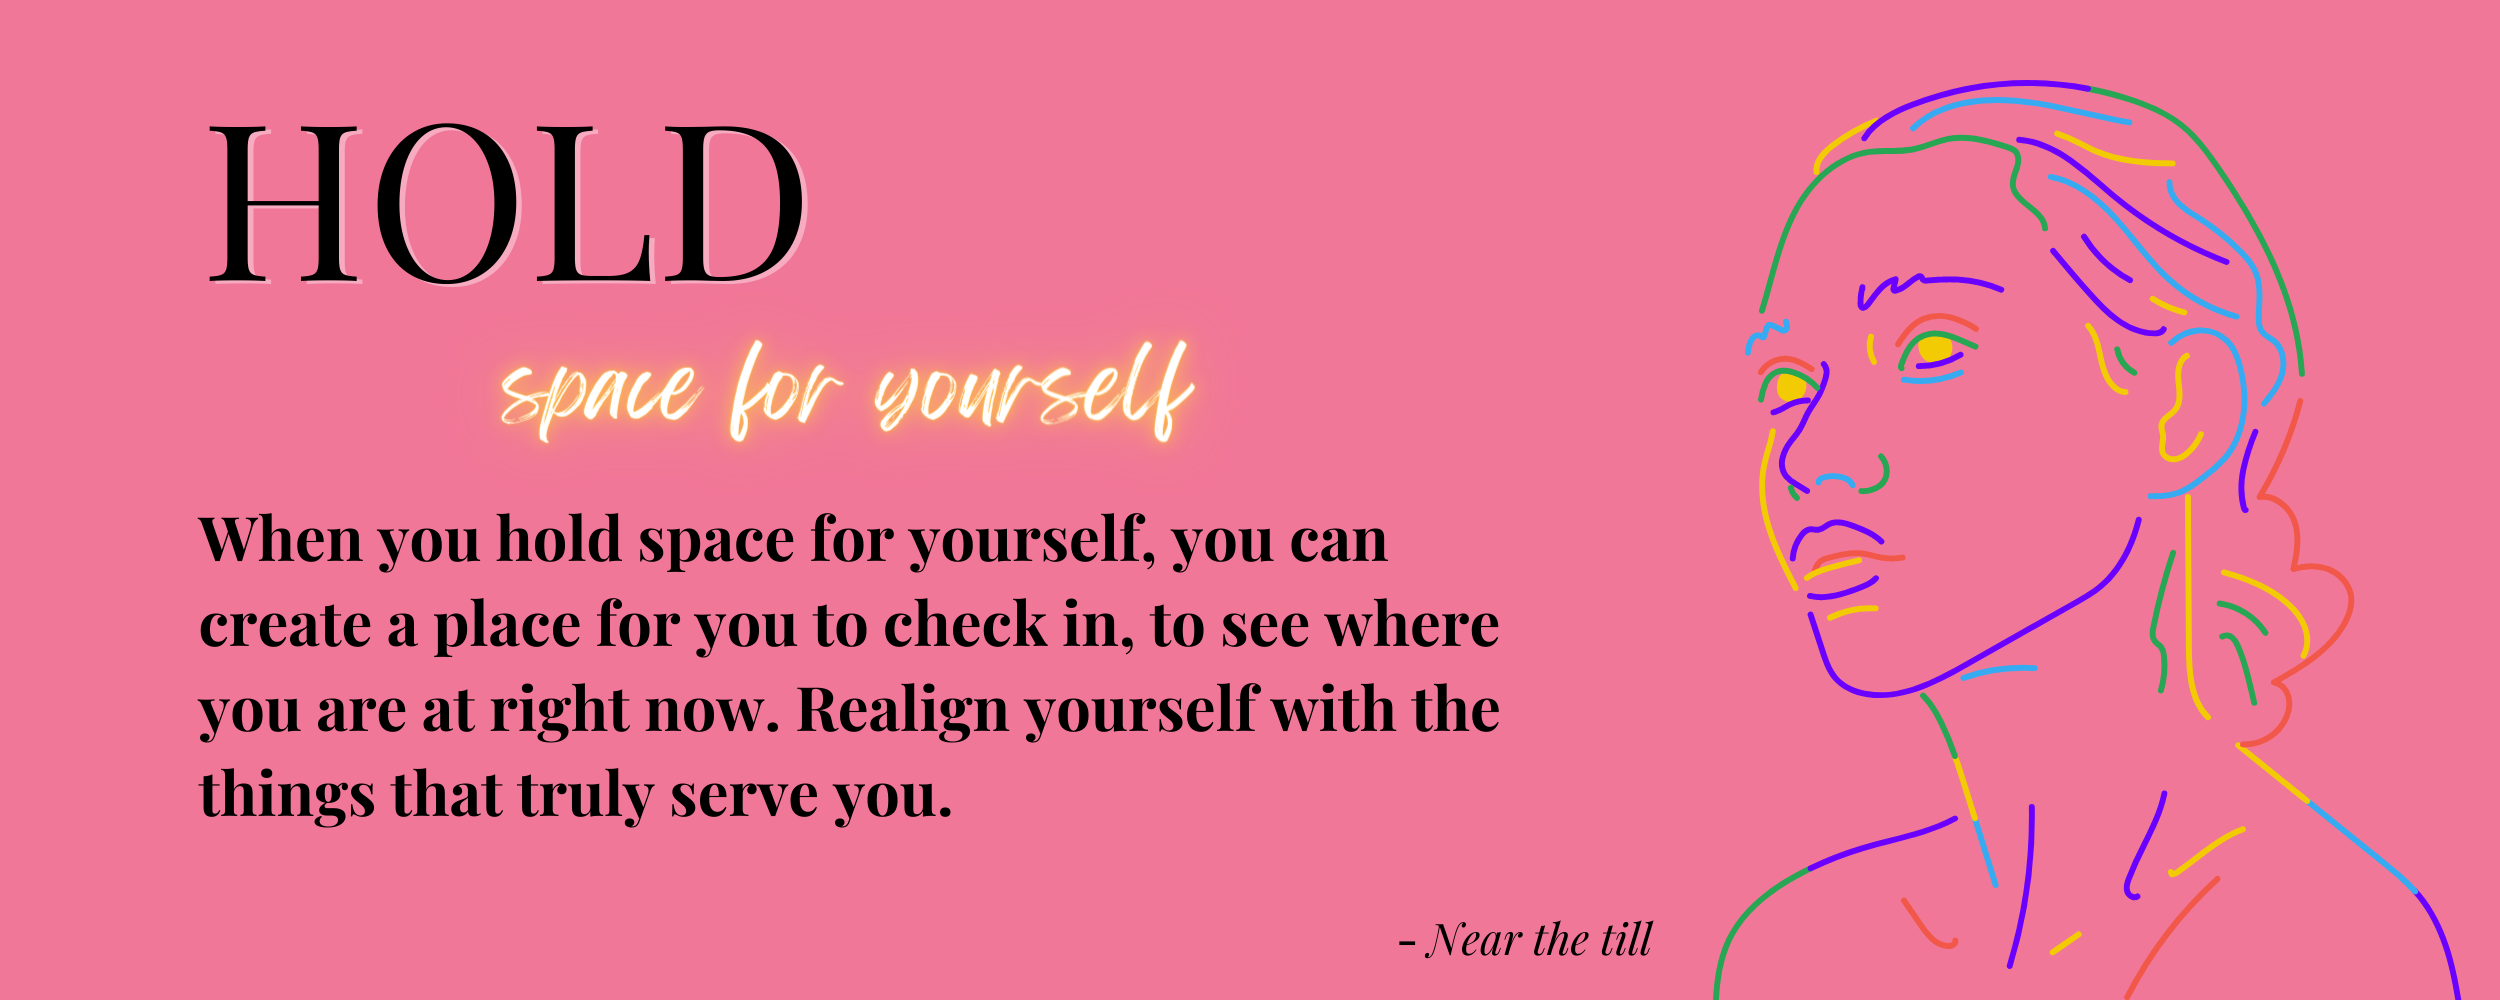 HOLD
space for yourself
When you hold space for yourself, you can
create a place for you to check in, to see where
you are at right now. Realign yourself with the
things that truly serve you.
- Near the till